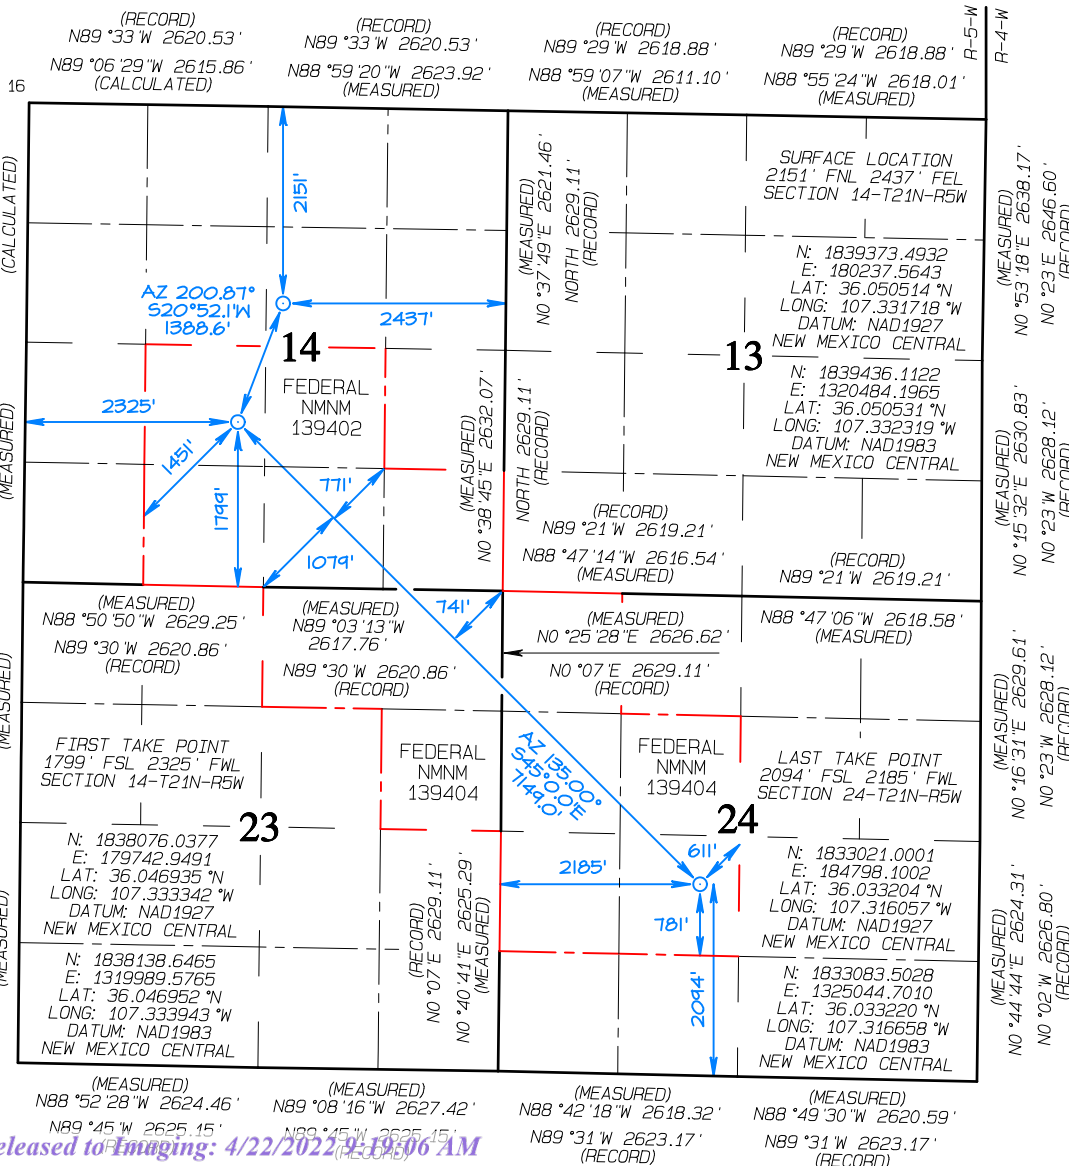 (RECORD)
N89°33'W 2620.53'
N89°06'29"W 2615.86'
(CALCULATED)
(RECORD)
N89°33'W 2620.53'
N88°59'20"W 2623.92'
(MEASURED)
(RECORD)
N89°29'W 2618.88'
N88°59'07"W 2611.10'
(MEASURED)
(RECORD)
N89°29'W 2618.88'
N88°55'24"W 2618.01'
(MEASURED)
R-5-W
R-4-W
16
(CALCULATED)
(MEASURED)
(MEASURED)
(MEASURED)
2151'
AZ 200.87°
S20°52.1'W
1388.6'
2437'
14
FEDERAL
NMNM
139402
2325'
1451'
1799'
771'
1079'
741'
(MEASURED)
N0°37'49"E 2621.46'
NORTH 2629.11'
(RECORD)
(MEASURED)
N0°38'45"E 2632.07'
NORTH 2629.11'
(RECORD)
SURFACE LOCATION
2151' FNL 2437' FEL
SECTION 14-T21N-R5W
N: 1839373.4932
E: 180237.5643
LAT: 36.050514°N
LONG: 107.331718°W
DATUM: NAD1927
NEW MEXICO CENTRAL
13
N: 1839436.1122
E: 1320484.1965
LAT: 36.050531°N
LONG: 107.332319°W
DATUM: NAD1983
NEW MEXICO CENTRAL
(MEASURED)
N0°53'18"E 2638.17'
N0°23'E 2646.60'
(RECORD)
(MEASURED)
N0°15'32"E 2630.83'
N0°23'W 2628.12'
(RECORD)
(RECORD)
N89°21'W 2619.21'
N88°47'14"W 2616.54'
(MEASURED)
(RECORD)
N89°21'W 2619.21'
N88°47'06"W 2618.58'
(MEASURED)
(MEASURED)
N88°50'50"W 2629.25'
N89°30'W 2620.86'
(RECORD)
(MEASURED)
N89°03'13"W
2617.76'
N89°30'W 2620.86'
(RECORD)
(MEASURED)
N0°25'28"E 2626.62'
N0°07'E 2629.11'
(RECORD)
(MEASURED)
N0°16'31"E 2629.61'
N0°23'W 2628.12'
(RECORD)
FIRST TAKE POINT
1799' FSL 2325' FWL
SECTION 14-T21N-R5W
23
N: 1838076.0377
E: 179742.9491
LAT: 36.046935°N
LONG: 107.333342°W
DATUM: NAD1927
NEW MEXICO CENTRAL
N: 1838138.6465
E: 1319989.5765
LAT: 36.046952°N
LONG: 107.333943°W
DATUM: NAD1983
NEW MEXICO CENTRAL
FEDERAL
NMNM
139404
AZ 135.00°
S45°0.0'E
7149.0'
FEDERAL
NMNM
139404
LAST TAKE POINT
2094' FSL 2185' FWL
SECTION 24-T21N-R5W
24
611'
2185'
781'
2094'
N: 1833021.0001
E: 184798.1002
LAT: 36.033204°N
LONG: 107.316057°W
DATUM: NAD1927
NEW MEXICO CENTRAL
N: 1833083.5028
E: 1325044.7010
LAT: 36.033220°N
LONG: 107.316658°W
DATUM: NAD1983
NEW MEXICO CENTRAL
(RECORD)
N0°07'E 2629.11'
N0°40'41"E 2625.29'
(MEASURED)
(MEASURED)
N0°44'44"E 2624.31'
N0°02'W 2626.80'
(RECORD)
(MEASURED)
N88°52'28"W 2624.46'
N89°45'W 2625.15'
(RECORD)
(MEASURED)
N89°08'16"W 2627.42'
N89°45'W 2625.15'
(RECORD)
(MEASURED)
N88°42'18"W 2618.32'
N89°31'W 2623.17'
(RECORD)
(MEASURED)
N88°49'30"W 2620.59'
N89°31'W 2623.17'
(RECORD)
eleased to Imaging: 4/22/2022 9:19:06 AM